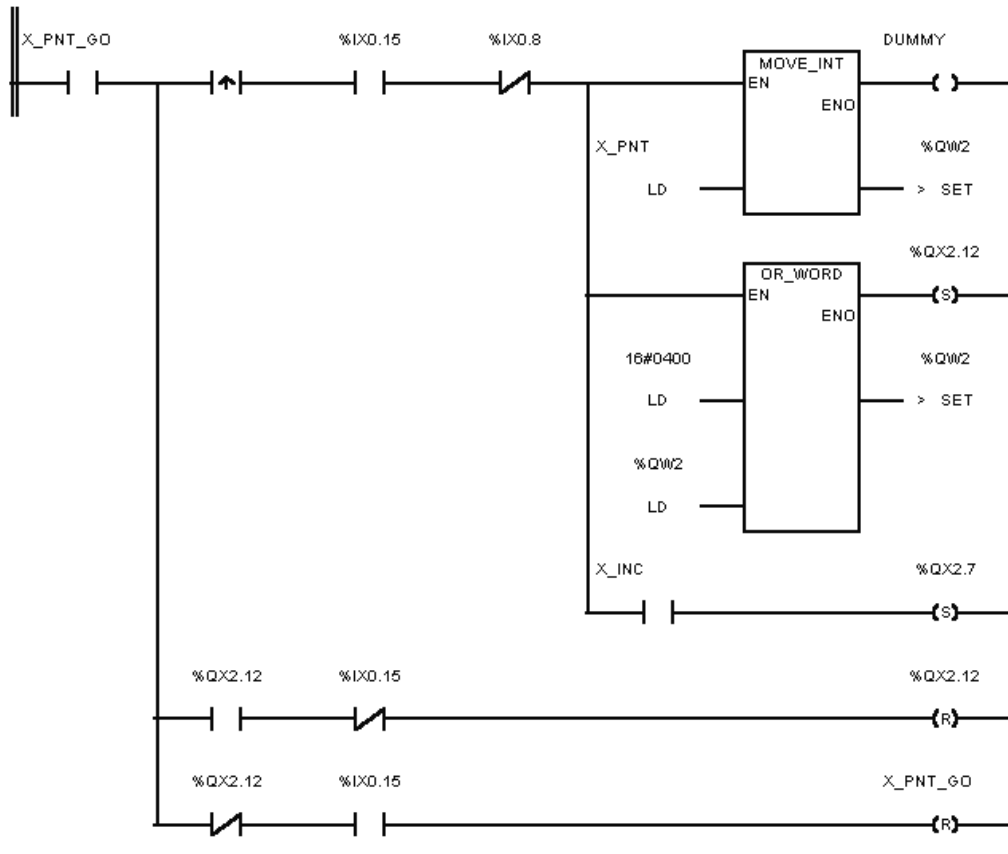 X_PNT_GO %IX0.15 %IX0.8 DUMMY
MOVE_INT
EN
ENO
X_PNT %QW2
LD > SET
%QX2.12
OR_WORD
EN (S)
ENO
16#0400 %QW2
LD > SET
%QW2
LD
X_INC %QX2.7
(S)
%QX2.12 %IX0.15 %QX2.12
(R)
%QX2.12 %IX0.15 X_PNT_GO
(R)